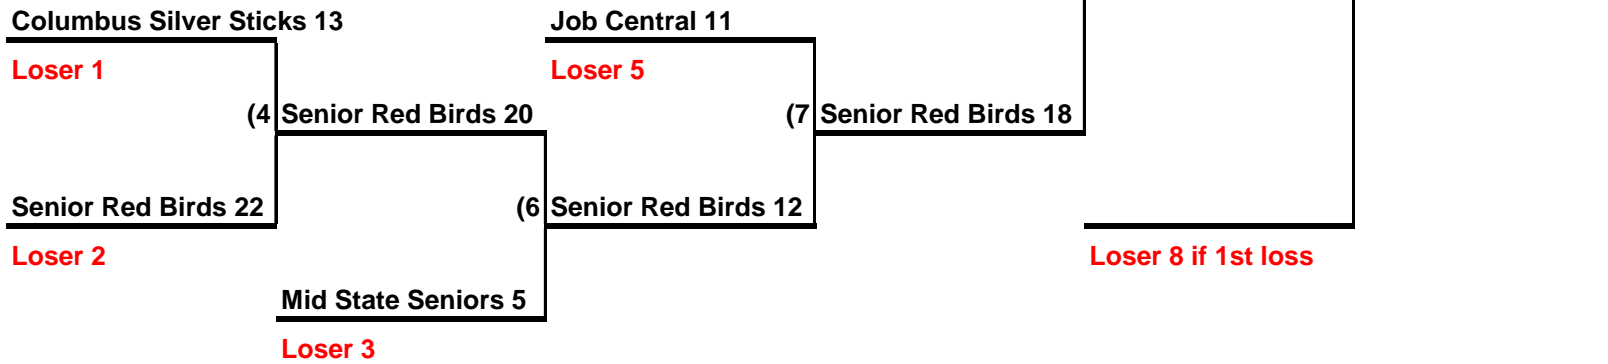 Columbus Silver Sticks 13
Job Central 11
Loser 1
Loser 5
(4 Senior Red Birds 20
(7 Senior Red Birds 18
Senior Red Birds 22
(6 Senior Red Birds 12
Loser 2
Loser 8 if 1st loss
Mid State Seniors 5
Loser 3